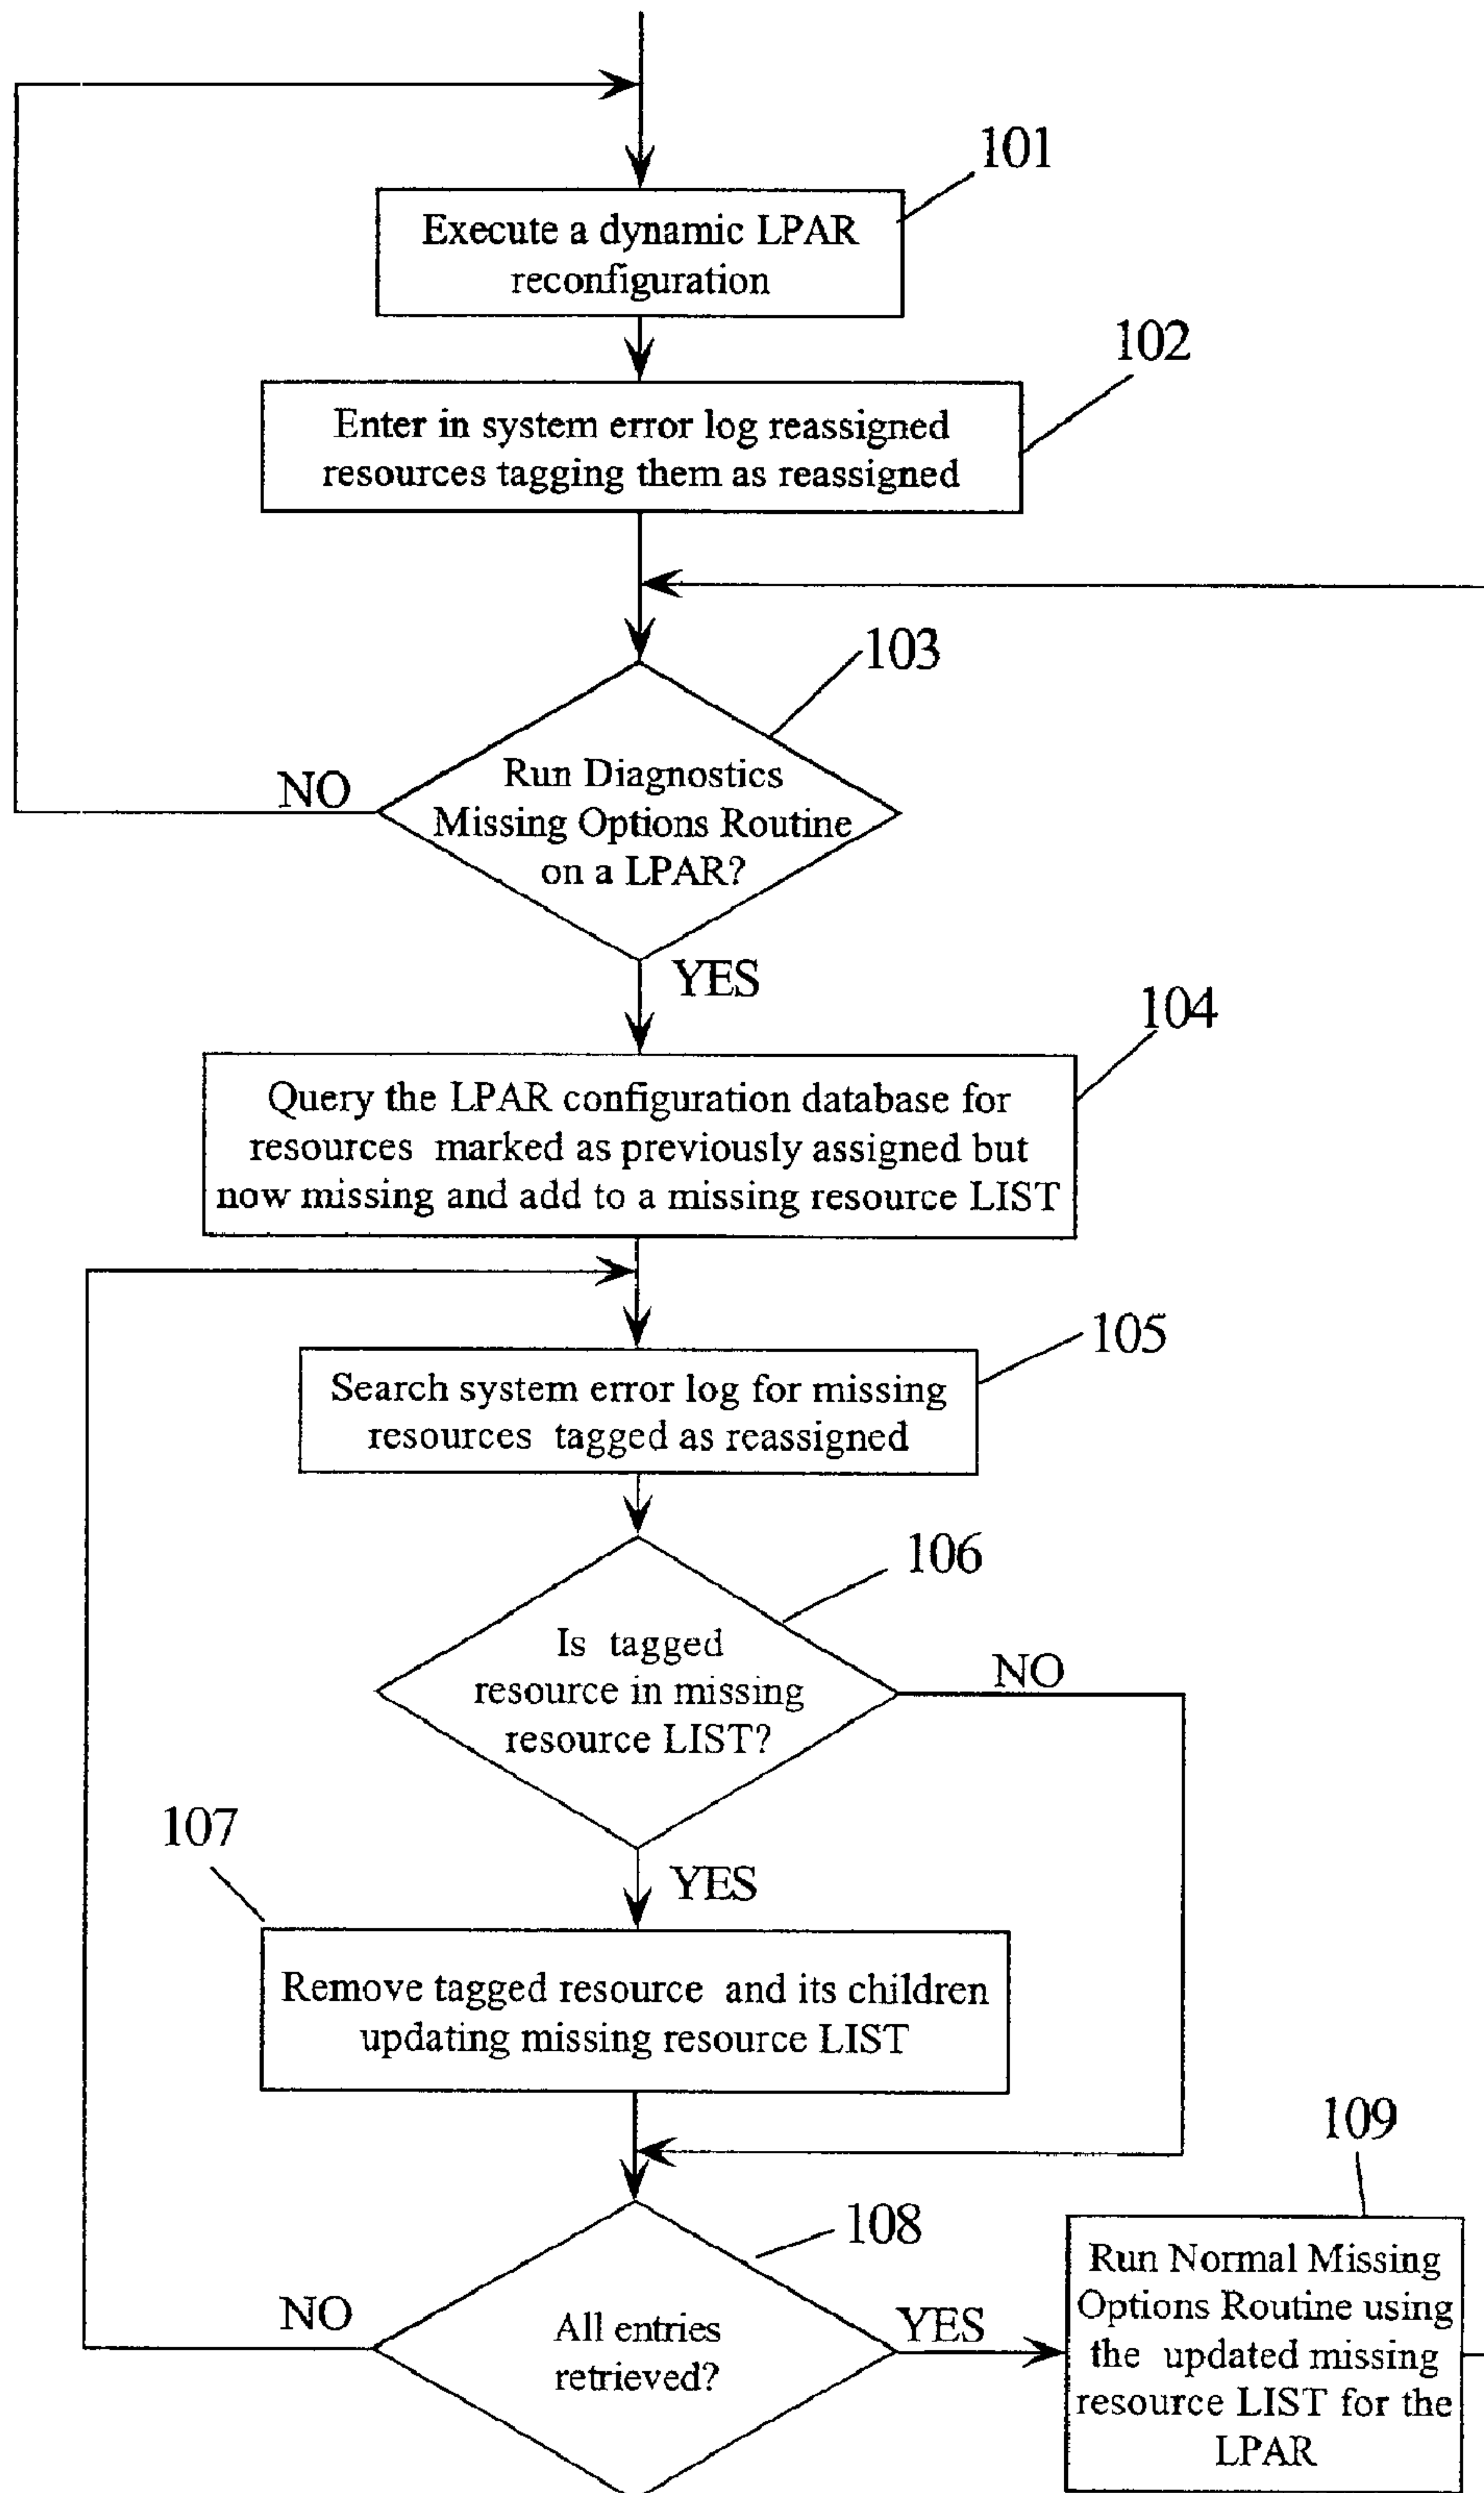 101
Execute a dynamic LPAR
reconfiguration
102
Enter in system error log reassigned
resources tagging them as reassigned
103
Run Diagnostics
Missing Options Routine
on a LPAR?
NO
YES
104
Query the LPAR configuration database for
resources marked as previously assigned but
now missing and add to a missing resource LIST
105
Search system error log for missing
resources tagged as reassigned
106
Is tagged
resource in missing
resource LIST?
NO
YES
107
Remove tagged resource and its children
updating missing resource LIST
108
All entries
retrieved?
NO
YES
109
Run Normal Missing
Options Routine using
the updated missing
resource LIST for the
LPAR